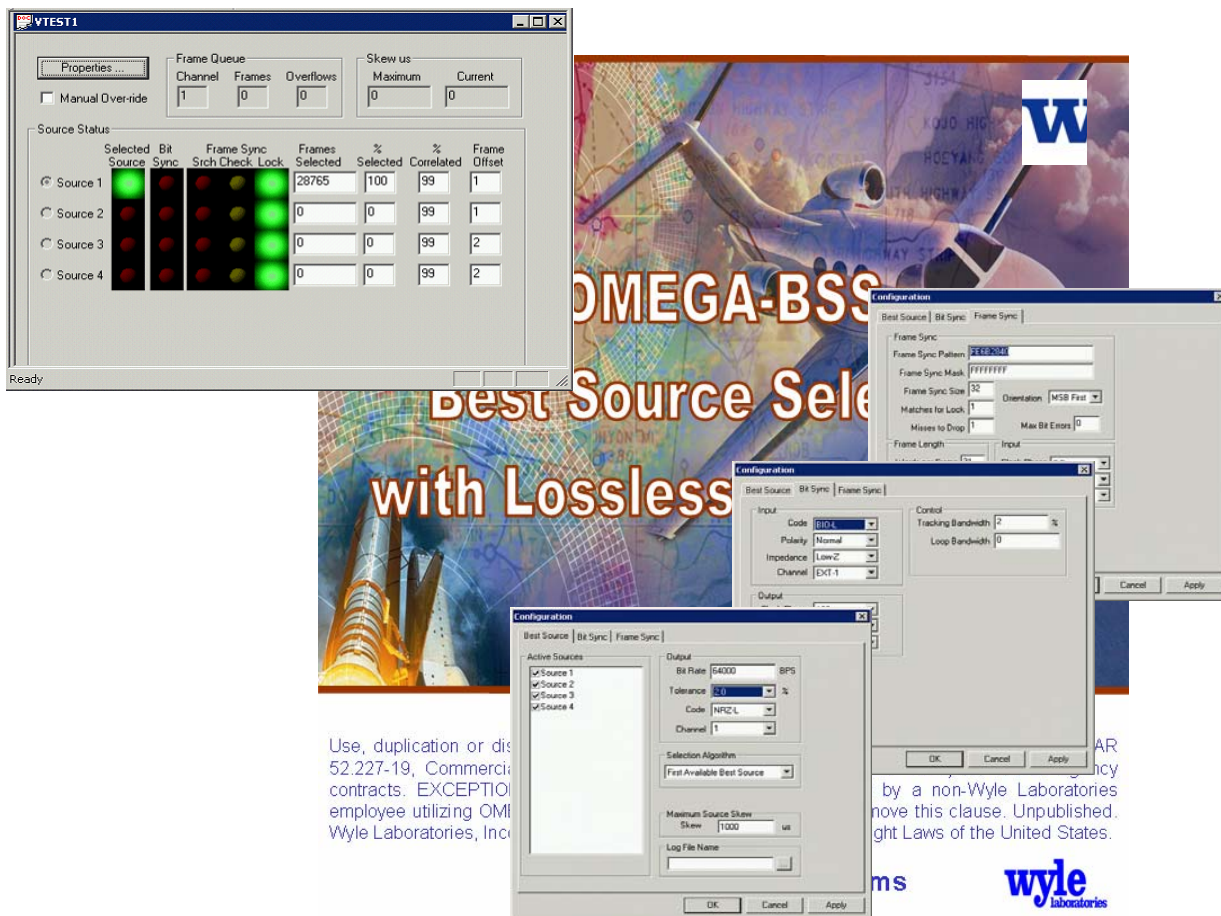 VTEST1
Properties ...
Manual Over-ride
Frame Queue
Channel Frames Overflows
1 0 0
Skew us
Maximum Current
0 0
Source Status
Selected Source Bit Sync Frame Sync Srch Check Lock Frames Selected % Selected % Correlated Frame Offset
Source 1 28765 100 99 1
Source 2 0 0 99 1
Source 3 0 0 99 2
Source 4 0 0 99 2
Ready
W
OMEGA-BSS
Best Source Sele
with Lossless
Configuration
Best Source Bit Sync Frame Sync
Frame Sync
Frame Sync Pattern FE6B2840
Frame Sync Mask FFFFFFFF
Frame Sync Size 32
Orientation MSB First
Matches for Lock 1
Misses to Drop 1
Max Bit Errors 0
Frame Length
Input
Cancel Apply
Configuration
Best Source Bit Sync Frame Sync
Input
Code BIO-L
Polarity Normal
Impedance Low-Z
Channel EXT-1
Control
Tracking Bandwidth 2 %
Loop Bandwidth 0
Output
OK Cancel Apply
Configuration
Best Source Bit Sync Frame Sync
Active Sources
Source 1
Source 2
Source 3
Source 4
Output
Bit Rate 64000 BPS
Tolerance 2.0 %
Code NRZ-L
Channel 1
Selection Algorithm
First Available Best Source
Maximum Source Skew
Skew 1000 us
Log File Name
...
OK Cancel Apply
Use, duplication or dis AR
52.227-19, Commercia ncy
contracts. EXCEPTIO by a non-Wyle Laboratories
employee utilizing OME move this clause. Unpublished.
Wyle Laboratories, Inc ght Laws of the United States.
ms
wyle
laboratories